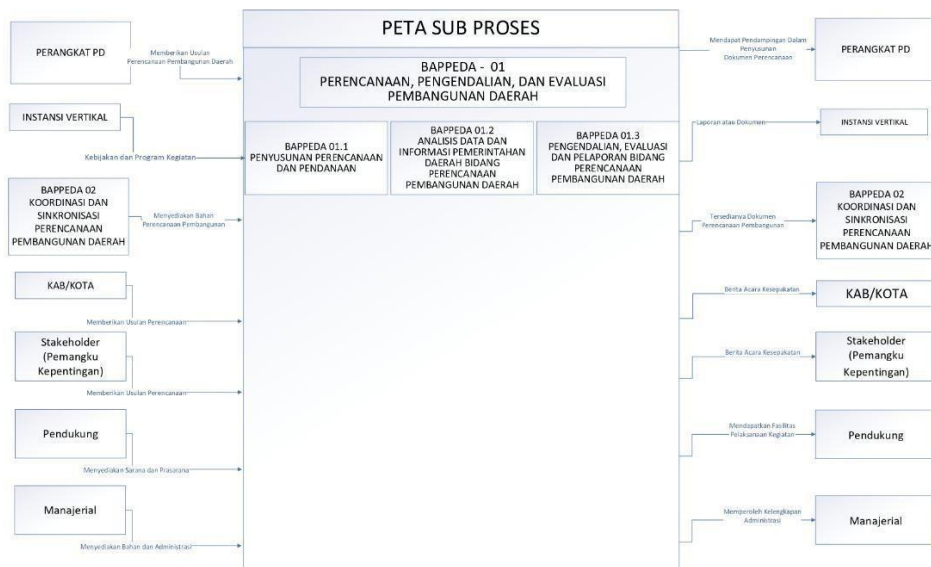 PETA SUB PROSES
BAPPEDA - 01
PERENCANAAN, PENGENDALIAN, DAN EVALUASI
PEMBANGUNAN DAERAH
BAPPEDA 01.1
PENYUSUNAN PERENCANAAN
DAN PENDANAAN
BAPPEDA 01.2
ANALISIS DATA DAN
INFORMASI PEMERINTAHAN
DAERAH BIDANG
PERENCANAAN
PEMBANGUNAN DAERAH
BAPPEDA 01.3
PENGENDALIAN, EVALUASI
DAN PELAPORAN BIDANG
PERENCANAAN
PEMBANGUNAN DAERAH
PERANGKAT PD
Memberikan Usulan
Perencanaan Pembangunan Daerah
INSTANSI VERTIKAL
Kebijakan dan Program Kegiatan
BAPPEDA 02
KOORDINASI DAN
SINKRONISASI
PERENCANAAN
PEMBANGUNAN DAERAH
Menyediakan Bahan
Perencanaan Pembangunan
KAB/KOTA
Memberikan Usulan Perencanaan
Stakeholder
(Pemangku
Kepentingan)
Memberikan Usulan Perencanaan
Pendukung
Menyediakan Sarana dan Prasarana
Manajerial
Menyediakan Bahan dan Administrasi
Mendapat Pendampingan Dalam
Penyusunan
Dokumen Perencanaan
PERANGKAT PD
Laporan atau Dokumen
INSTANSI VERTIKAL
Tersedianya Dokumen
Perencanaan Pembangunan
BAPPEDA 02
KOORDINASI DAN
SINKRONISASI
PERENCANAAN
PEMBANGUNAN DAERAH
Berita Acara Kesepakatan
KAB/KOTA
Berita Acara Kesepakatan
Stakeholder
(Pemangku
Kepentingan)
Mendapatkan Fasilitas
Pelaksanaan Kegiatan
Pendukung
Memperoleh Kelengkapan
Administrasi
Manajerial